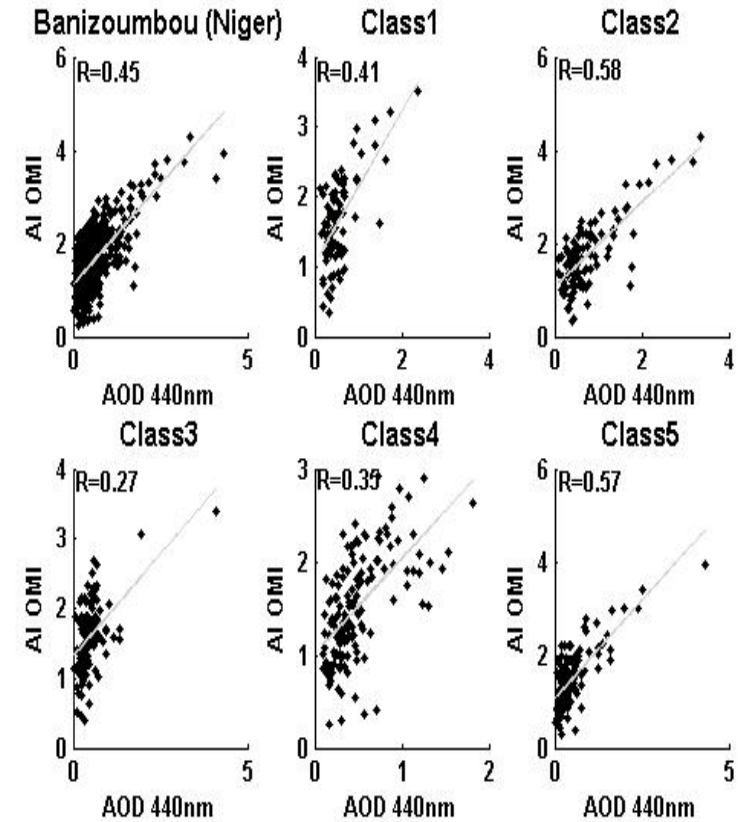 Banizoumbou (Niger) Class1 Class2
6 4 6
R=0.45 R=0.41 R=0.58
3
4 4
AI OMI AI OMI AI OMI
2
2 2
1
0 0 0
0 5 0 2 4 0 2 4
AOD 440nm AOD 440nm AOD 440nm
Class3 Class4 Class5
4 3 6
R=0.27 R=0.39 R=0.57
3
2 4
AI OMI AI OMI AI OMI
2
1 2
1
0 0 0
0 5 0 1 2 0 5
AOD 440nm AOD 440nm AOD 440nm